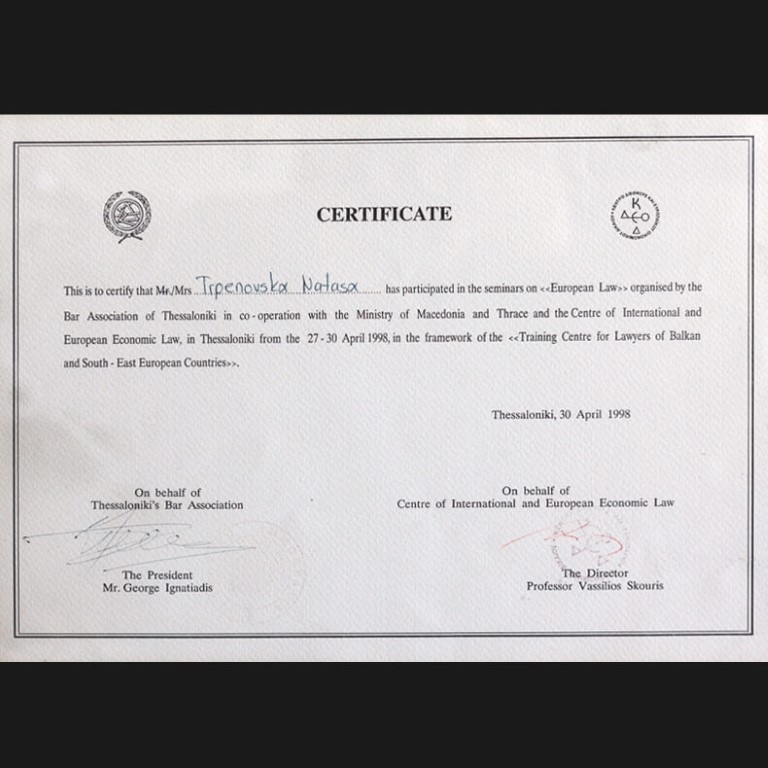 CERTIFICATE
This is to certify that Mr./Mrs Trpenovska Natasa has participated in the seminars on <<European Law>> organised by the
Bar Association of Thessaloniki in co-operation with the Ministry of Macedonia and Thrace and the Centre of International and
European Economic Law, in Thessaloniki from the 27-30 April 1998, in the framework of the <<Training Centre for Lawyers of Balkan
and South - East European Countries>>.
Thessaloniki, 30 April 1998
On behalf of
Thessaloniki's Bar Association
The President
Mr. George Ignatiadis
On behalf of
Centre of International and European Economic Law
The Director
Professor Vassilios Skouris